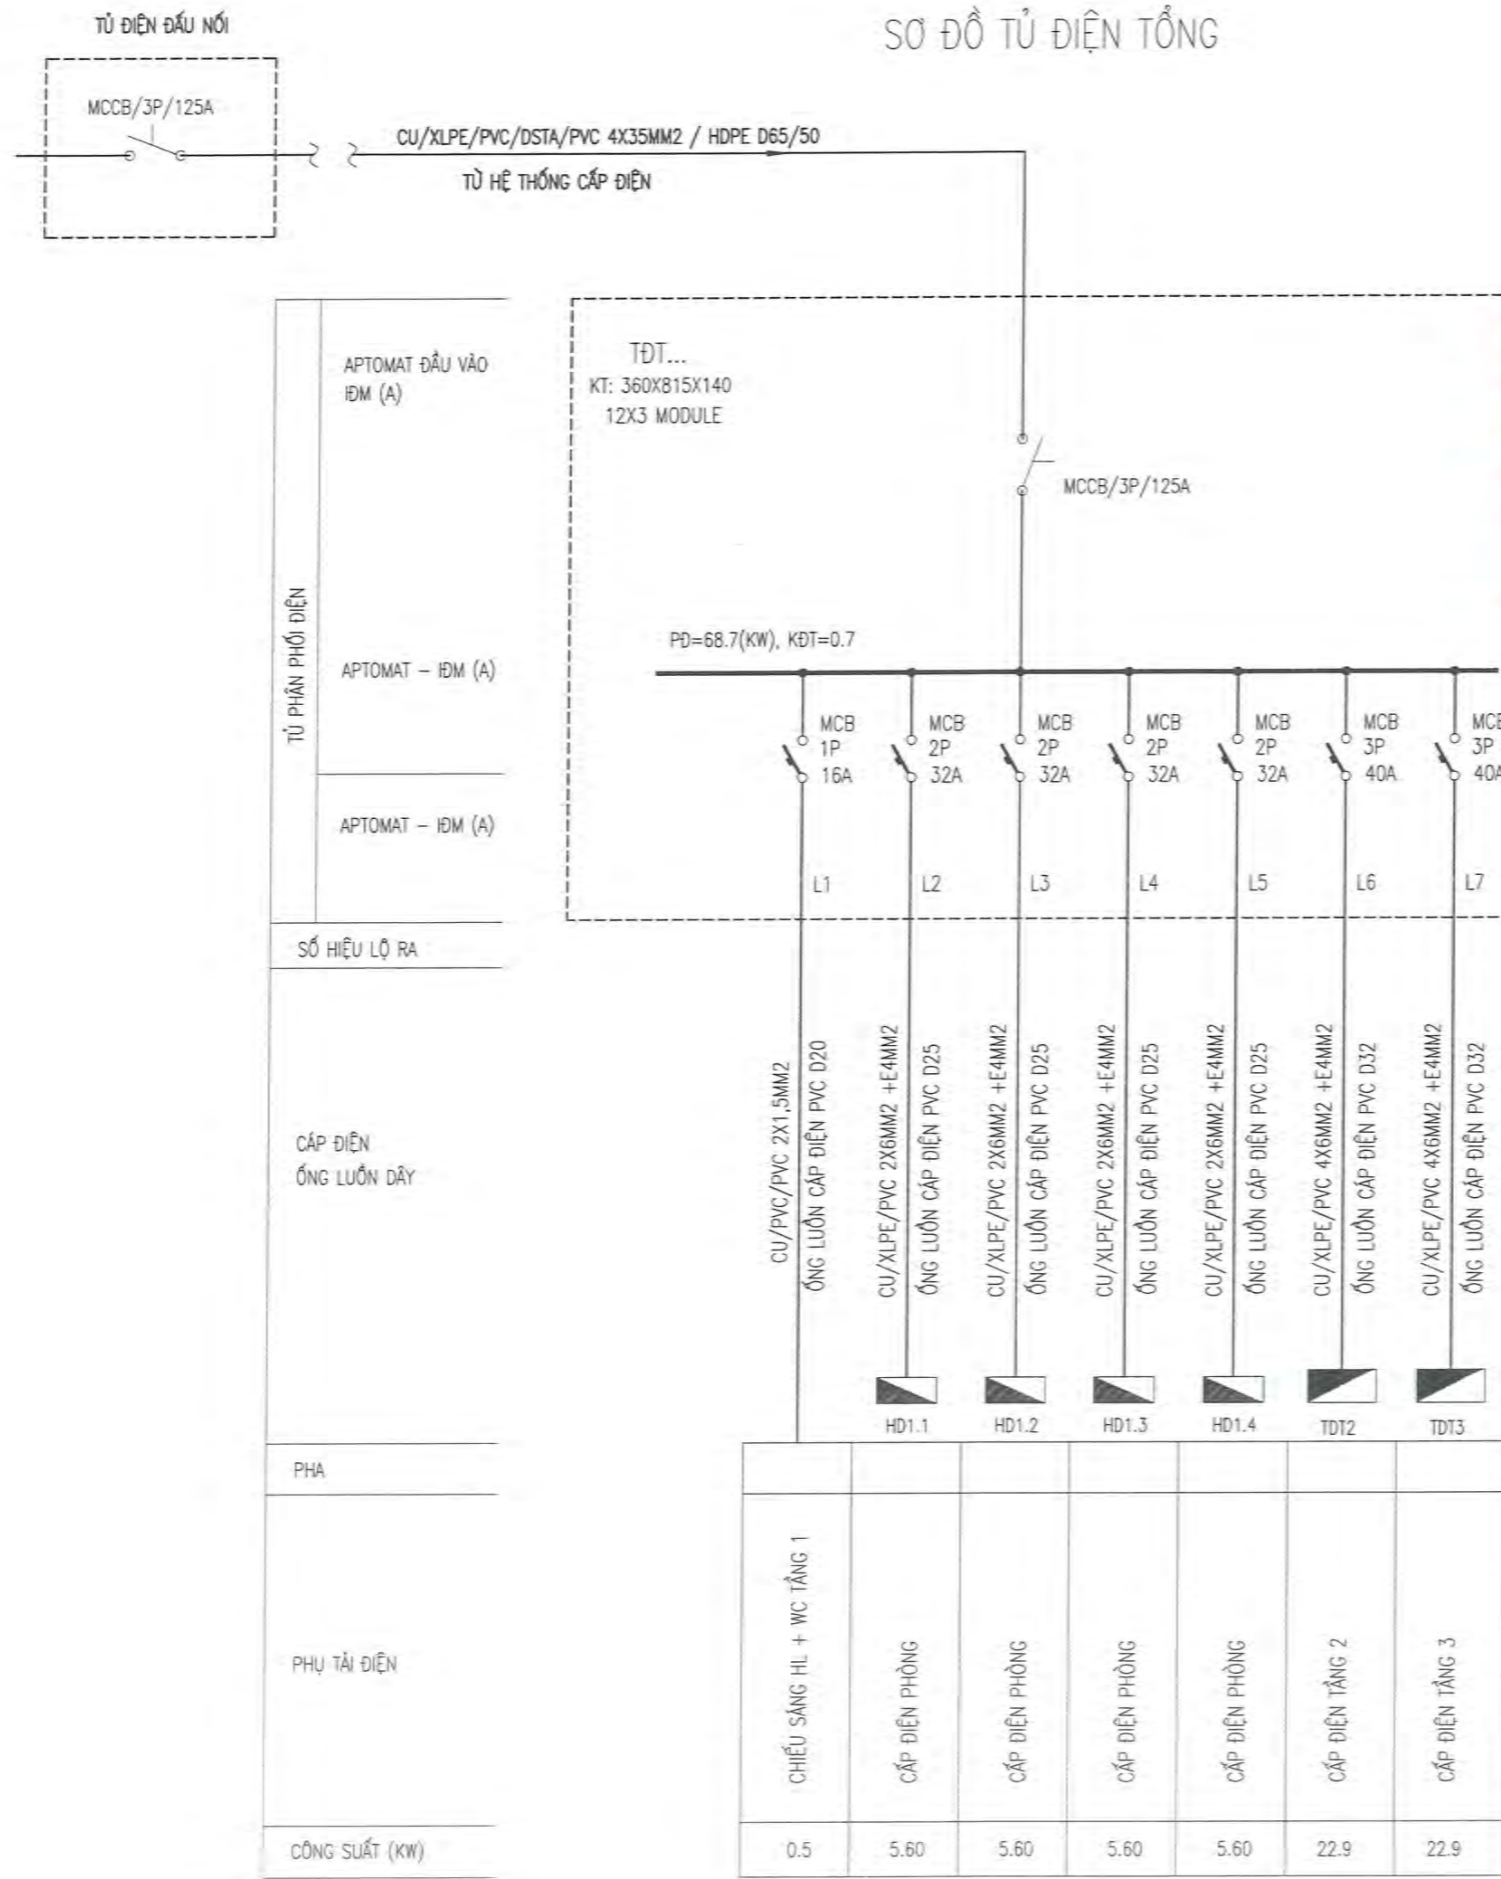 TỦ ĐIỆN ĐẤU NỐI
SƠ ĐỒ TỦ ĐIỆN TỔNG
MCCB/3P/125A
CU/XLPE/PVC/DSTA/PVC 4X35MM2 / HDPE D65/50
TỪ HỆ THỐNG CẤP ĐIỆN
TỦ PHÂN PHỐI ĐIỆN
APTOMAT ĐẦU VÀO
IĐM (A)
TĐT...
KT: 360X815X140
12X3 MODULE
MCCB/3P/125A
PĐ=68.7(KW), KĐT=0.7
APTOMAT – IĐM (A)
MCB
1P
16A
MCB
2P
32A
MCB
2P
32A
MCB
2P
32A
MCB
2P
32A
MCB
3P
40A
MCB
3P
40A
APTOMAT – IĐM (A)
L1
L2
L3
L4
L5
L6
L7
SỐ HIỆU LỘ RA
CÁP ĐIỆN
ỐNG LUỒN DÂY
CU/PVC/PVC 2X1,5MM2
ỐNG LUỒN CÁP ĐIỆN PVC D20
CU/XLPE/PVC 2X6MM2 +E4MM2
ỐNG LUỒN CÁP ĐIỆN PVC D25
CU/XLPE/PVC 2X6MM2 +E4MM2
ỐNG LUỒN CÁP ĐIỆN PVC D25
CU/XLPE/PVC 2X6MM2 +E4MM2
ỐNG LUỒN CÁP ĐIỆN PVC D25
CU/XLPE/PVC 2X6MM2 +E4MM2
ỐNG LUỒN CÁP ĐIỆN PVC D25
CU/XLPE/PVC 4X6MM2 +E4MM2
ỐNG LUỒN CÁP ĐIỆN PVC D32
CU/XLPE/PVC 4X6MM2 +E4MM2
ỐNG LUỒN CÁP ĐIỆN PVC D32
HD1.1
HD1.2
HD1.3
HD1.4
TDT2
TDT3
PHA
PHỤ TẢI ĐIỆN
CHIẾU SÁNG HL + WC TẦNG 1
CẤP ĐIỆN PHÒNG
CẤP ĐIỆN PHÒNG
CẤP ĐIỆN PHÒNG
CẤP ĐIỆN PHÒNG
CẤP ĐIỆN TẦNG 2
CẤP ĐIỆN TẦNG 3
CÔNG SUẤT (KW)
0.5
5.60
5.60
5.60
5.60
22.9
22.9